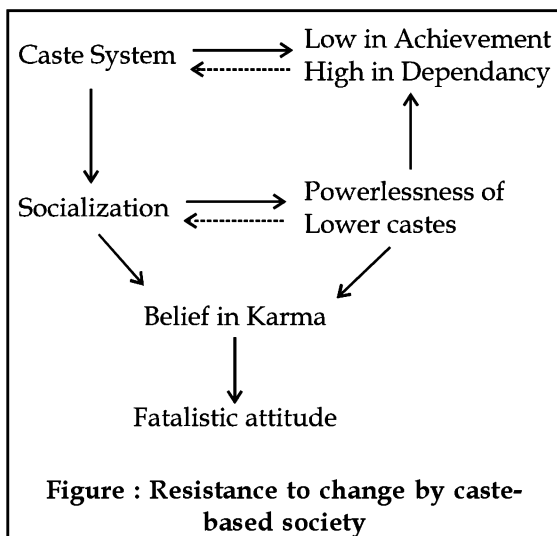 Caste System
Low in Achievement
High in Dependancy
Socialization
Powerlessness of
Lower castes
Belief in Karma
Fatalistic attitude
Figure : Resistance to change by caste-
based society